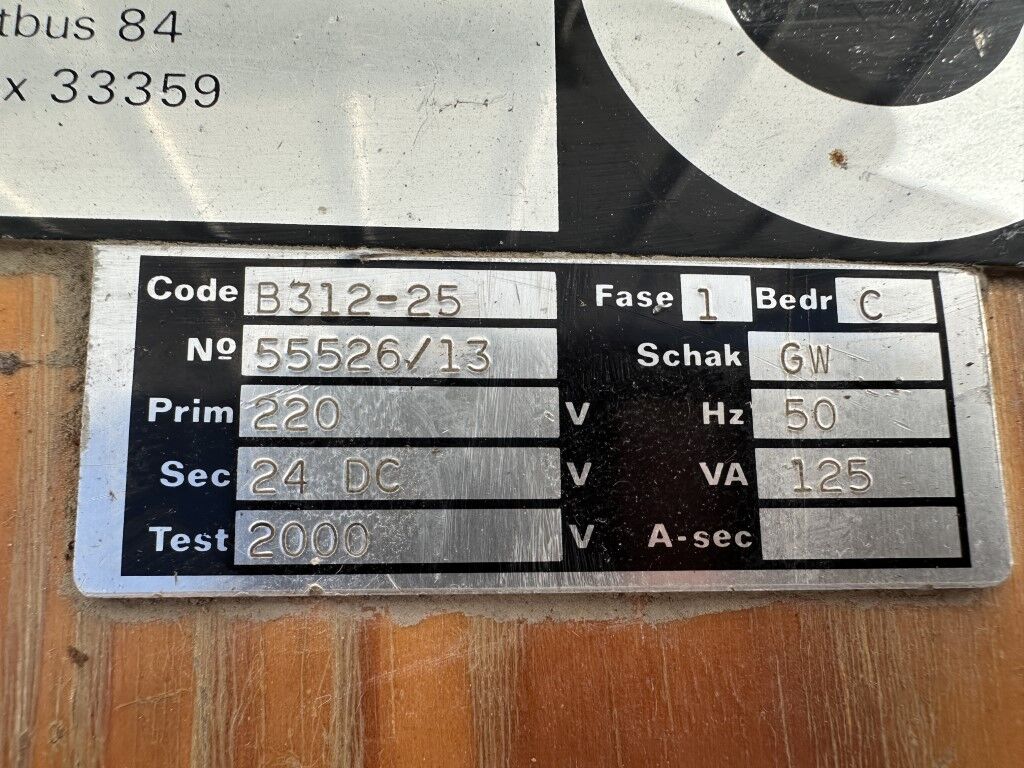 tbus 84
x 33359
Code B312-25 Fase 1 Bedr C
Nº 55526/13 Schak GW
Prim 220 V Hz 50
Sec 24 DC V VA 125
Test 2000 V A-sec